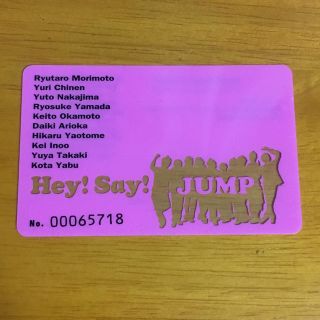 Ryutaro Morimoto
Yuri Chinen
Yuto Nakajima
Ryosuke Yamada
Keito Okamoto
Daiki Arioka
Hikaru Yaotome
Kei Inoo
Yuya Takaki
Kota Yabu
Hey! Say! JUMP
No. 00065718